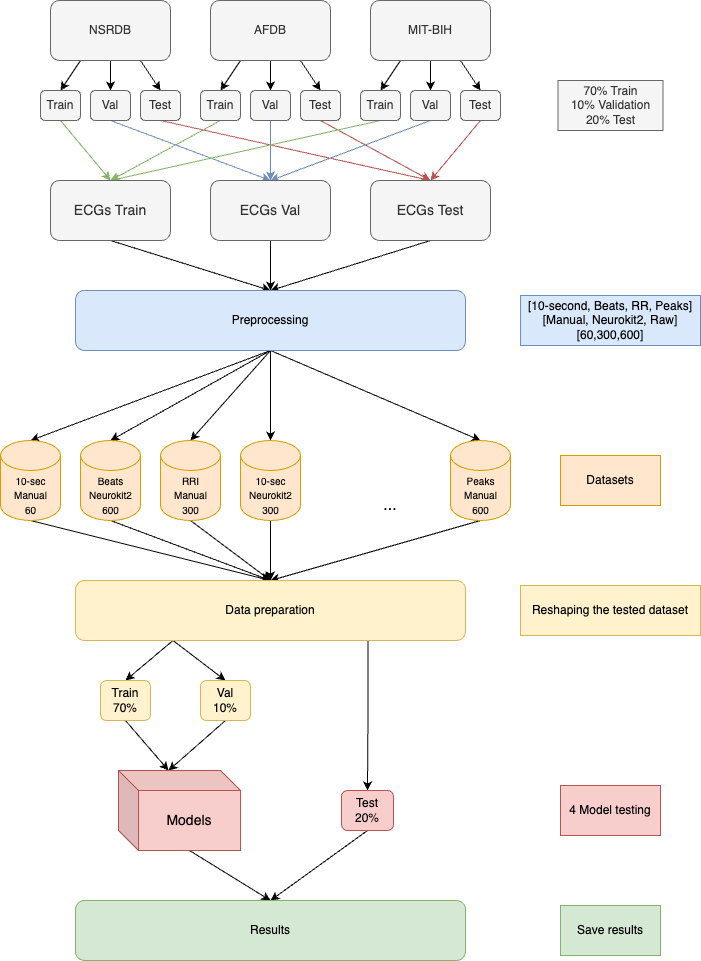 NSRDB
AFDB
MIT-BIH
Train
Val
Test
Train
Val
Test
Train
Val
Test
70% Train
10% Validation
20% Test
ECGs Train
ECGs Val
ECGs Test
Preprocessing
[10-second, Beats, RR, Peaks]
[Manual, Neurokit2, Raw]
[60,300,600]
10-sec
Manual
60
Beats
Neurokit2
600
RRI
Manual
300
10-sec
Neurokit2
300
...
Peaks
Manual
600
Datasets
Data preparation
Reshaping the tested dataset
Train
70%
Val
10%
Models
Test
20%
4 Model testing
Results
Save results